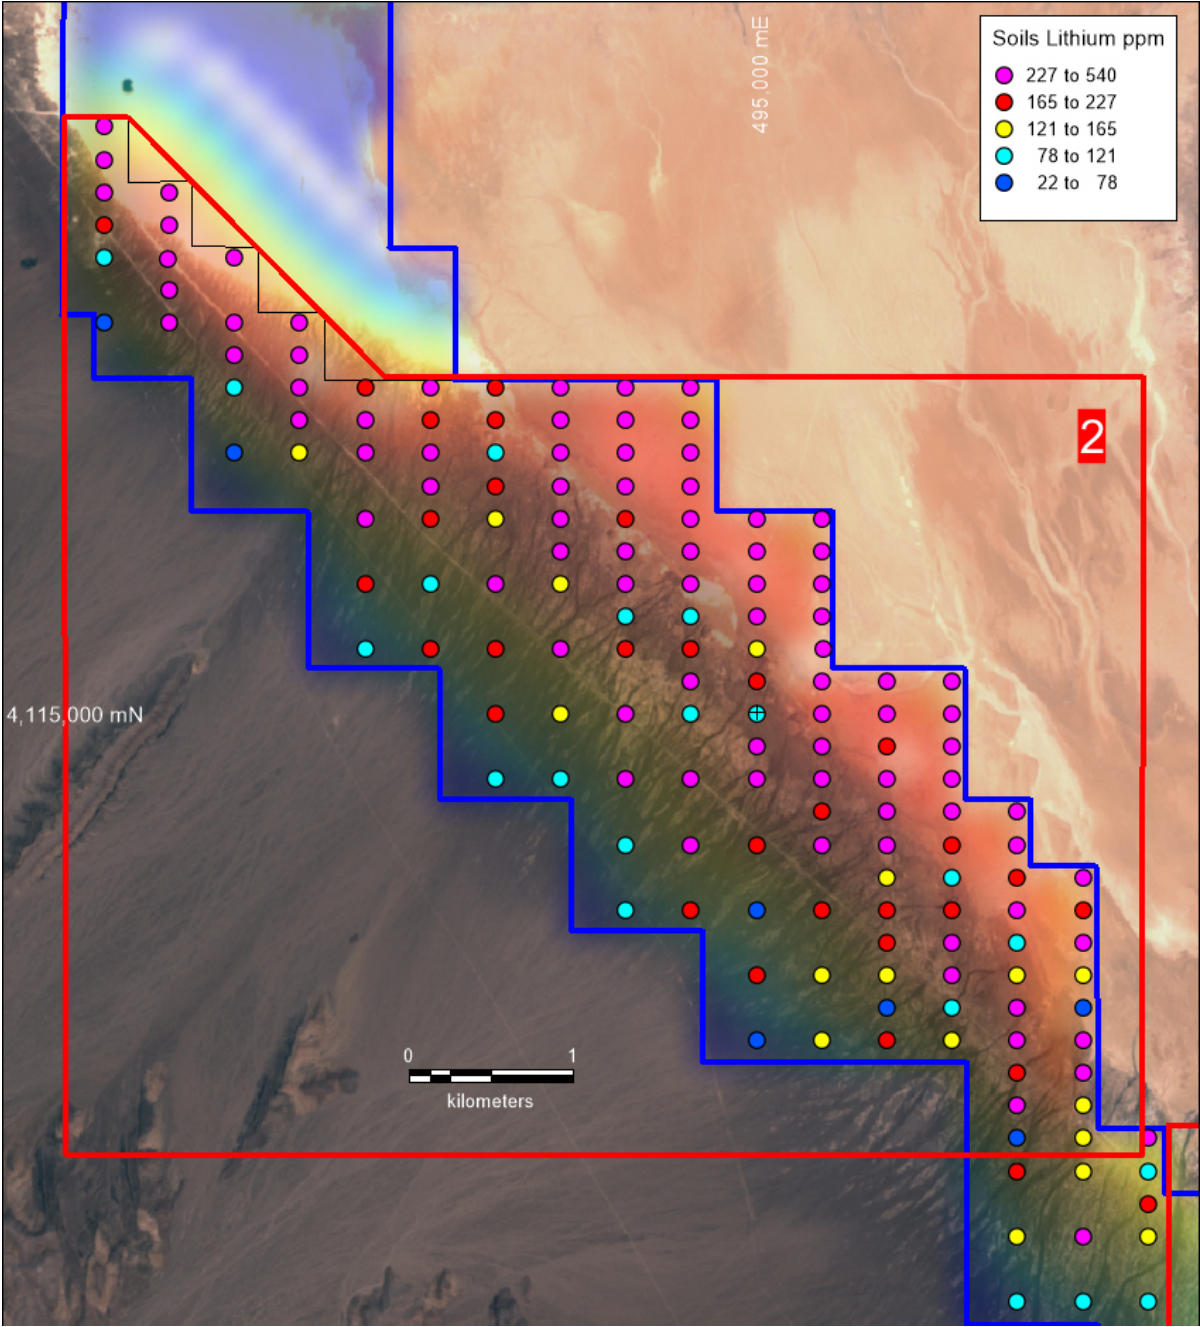 495,000 mE
Soils Lithium ppm
227 to 540
165 to 227
121 to 165
78 to 121
22 to 78
2
4,115,000 mN
0 1
kilometers